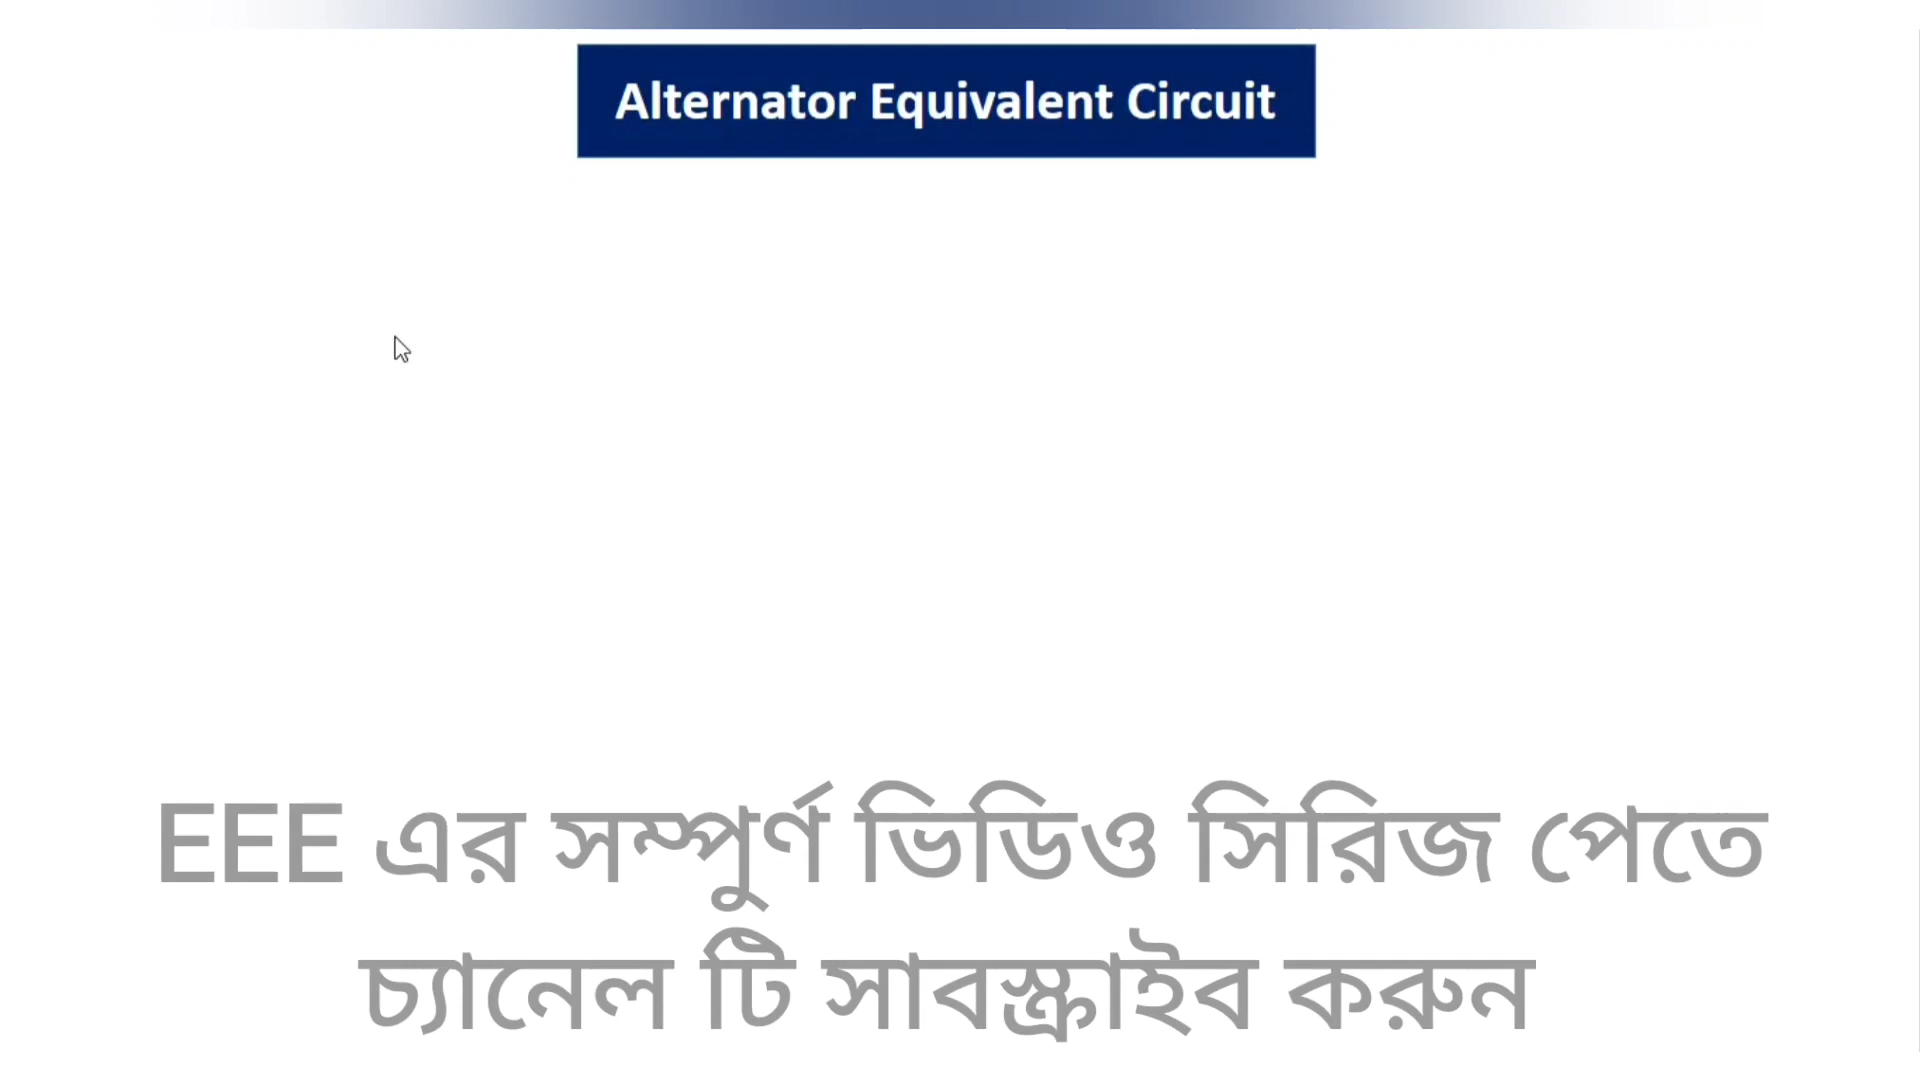 Alternator Equivalent Circuit
EEE এর সম্পুর্ণ ভিডিও সিরিজ পেতে
চ্যানেল টি সাবস্ক্রাইব করুন